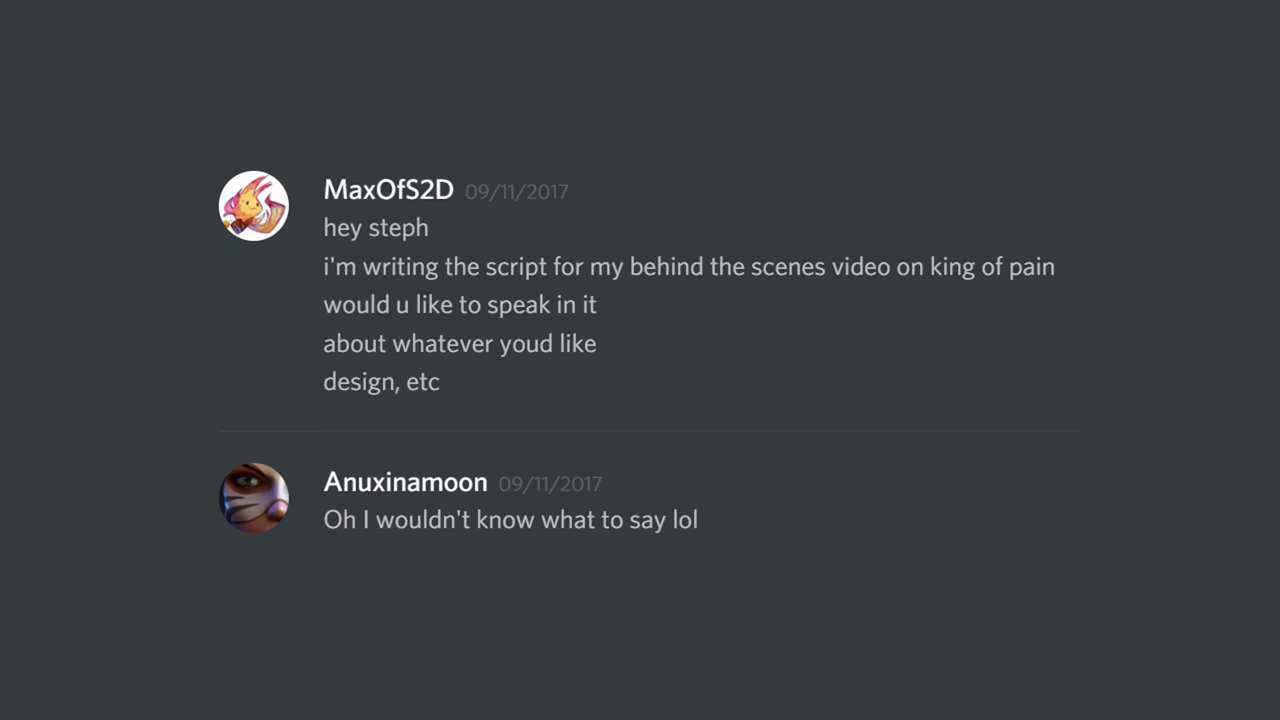 MaxOfS2D 09/11/2017
hey steph
i'm writing the script for my behind the scenes video on king of pain
would u like to speak in it
about whatever youd like
design, etc
Anuxinamoon 09/11/2017
Oh I wouldn't know what to say lol